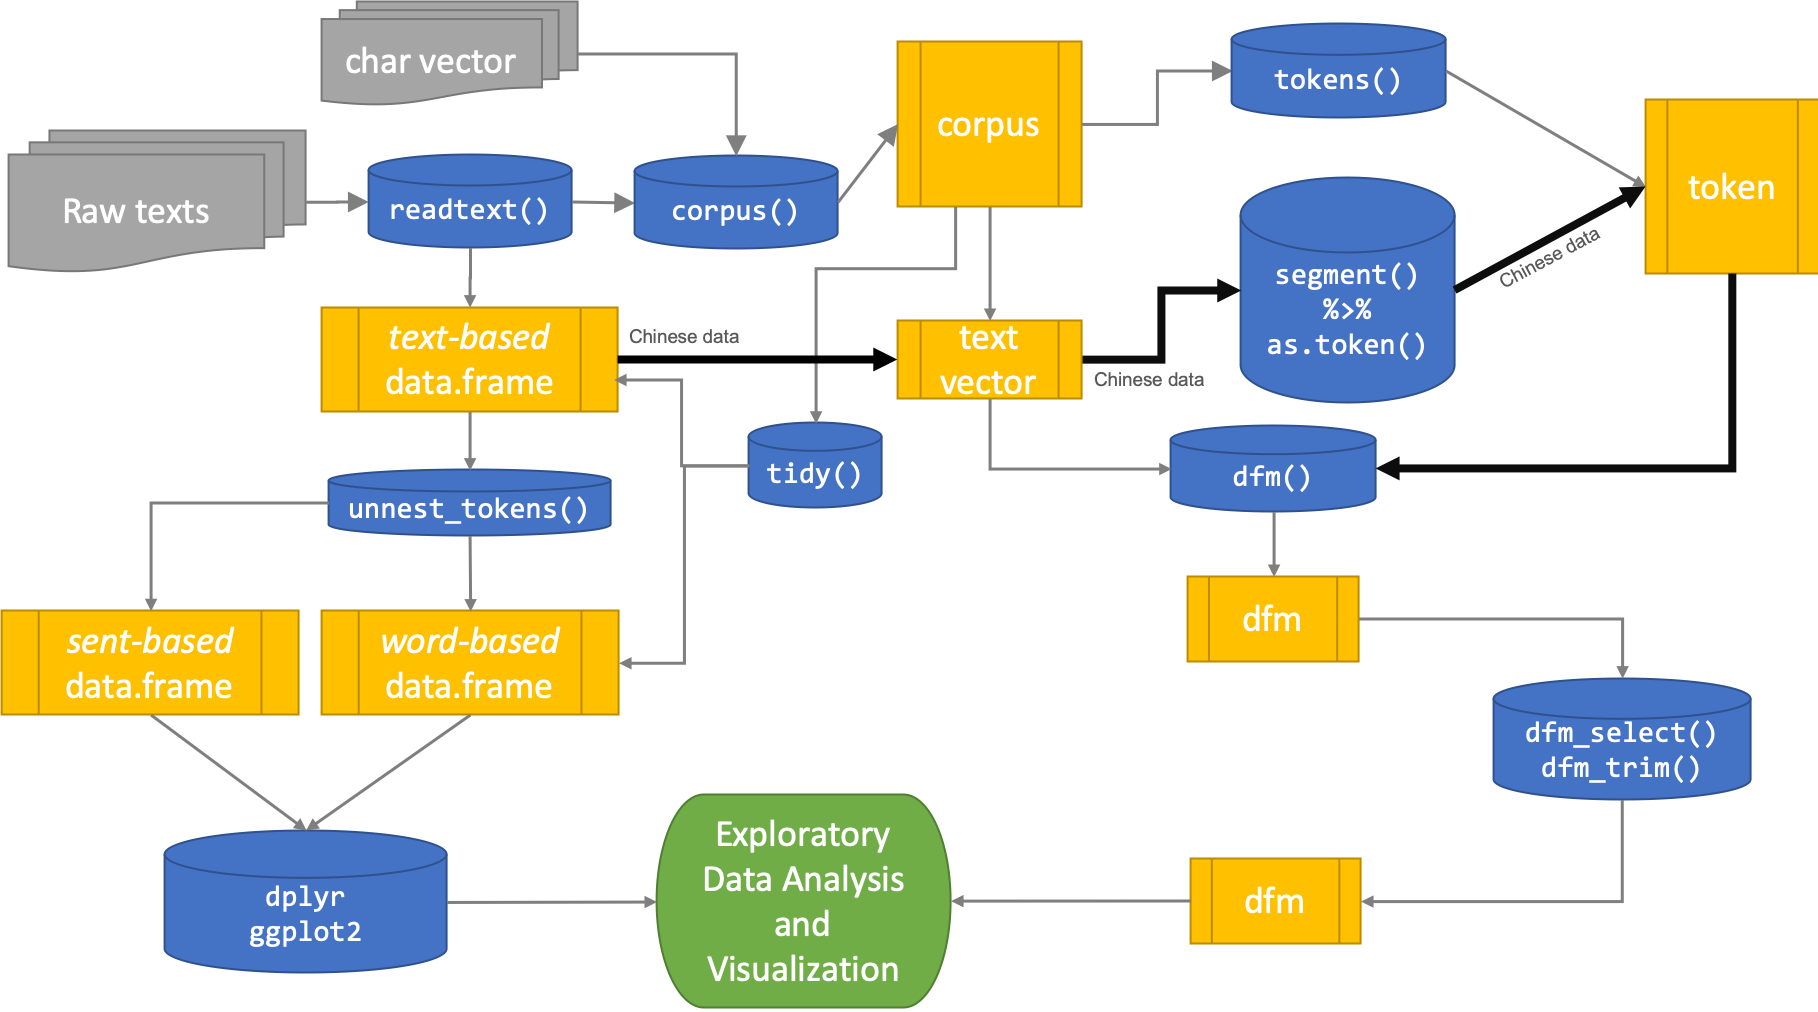 char vector
Raw texts
readtext()
corpus()
corpus
tokens()
token
segment()
%>%
as.token()
Chinese data
text-based
data.frame
Chinese data
text
vector
Chinese data
tidy()
dfm()
unnest_tokens()
sent-based
data.frame
word-based
data.frame
dfm
dfm_select()
dfm_trim()
dplyr
ggplot2
Exploratory
Data Analysis
and
Visualization
dfm